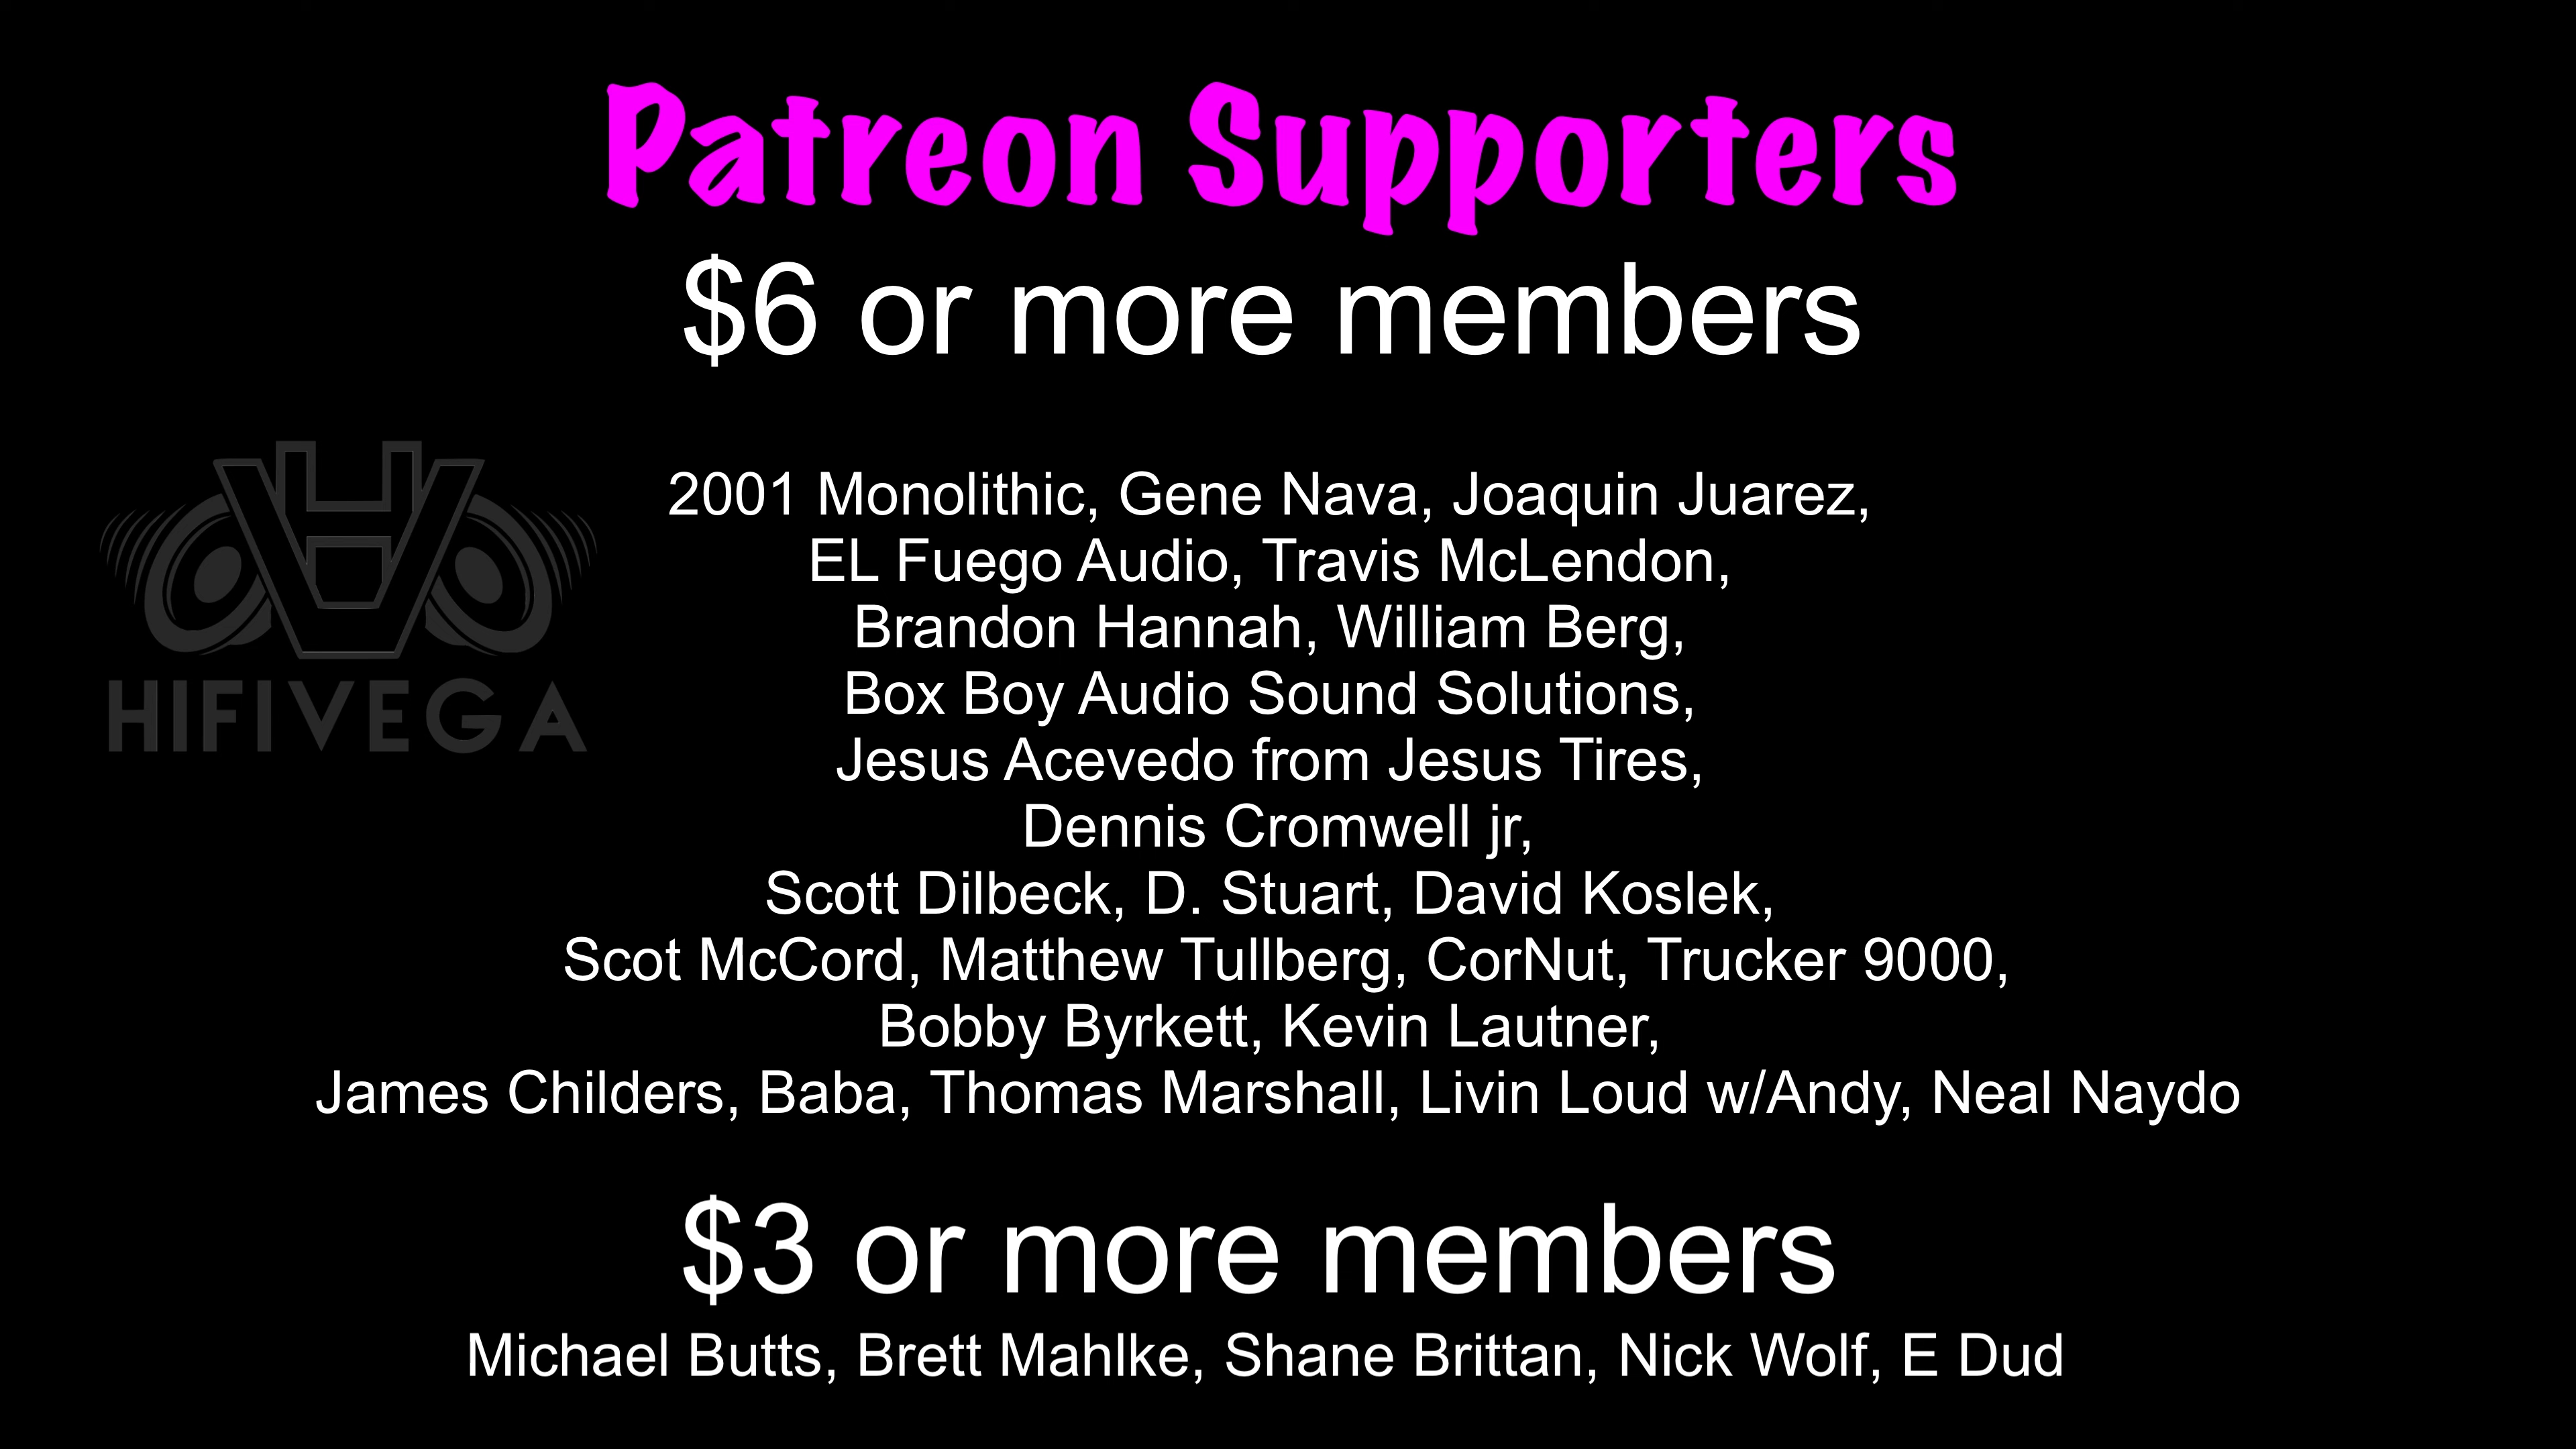 Patreon Supporters
$6 or more members
2001 Monolithic, Gene Nava, Joaquin Juarez,
EL Fuego Audio, Travis McLendon,
Brandon Hannah, William Berg,
Box Boy Audio Sound Solutions,
Jesus Acevedo from Jesus Tires,
Dennis Cromwell jr,
Scott Dilbeck, D. Stuart, David Koslek,
Scot McCord, Matthew Tullberg, CorNut, Trucker 9000,
Bobby Byrkett, Kevin Lautner,
James Childers, Baba, Thomas Marshall, Livin Loud w/Andy, Neal Naydo
HIFIVEGA
$3 or more members
Michael Butts, Brett Mahlke, Shane Brittan, Nick Wolf, E Dud